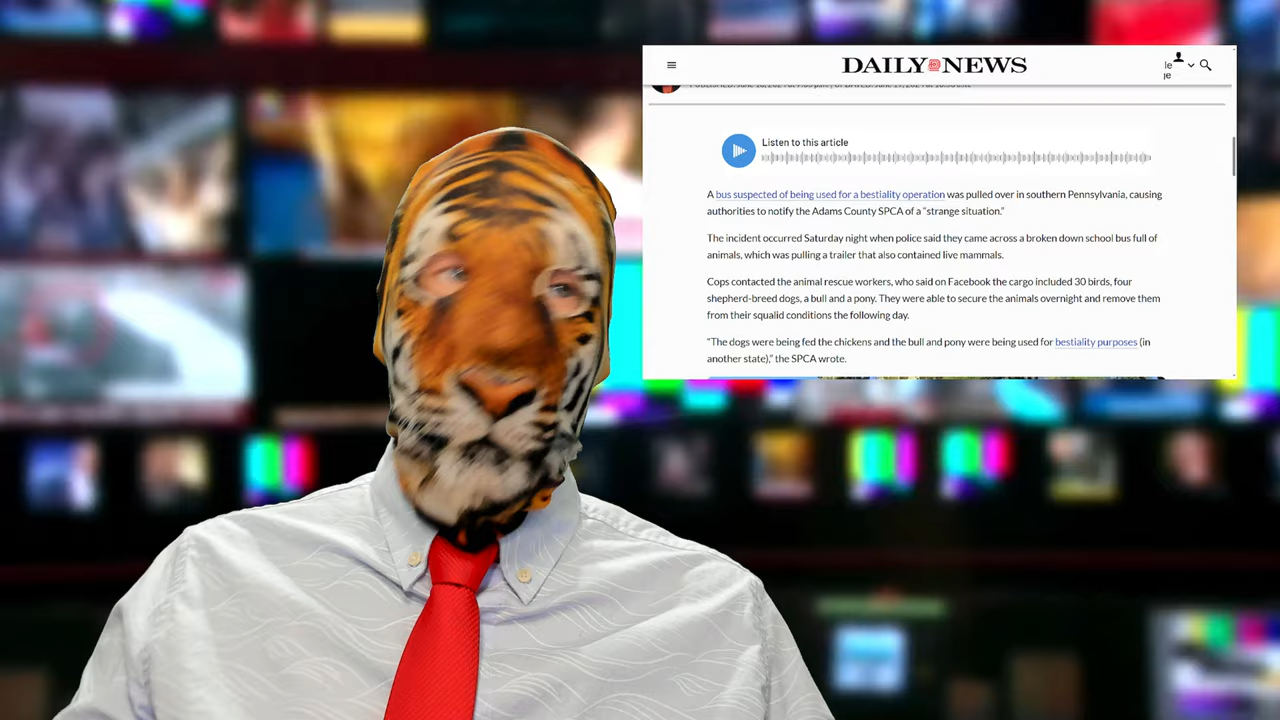 DAILY NEWS
Listen to this article
A bus suspected of being used for a bestiality operation was pulled over in southern Pennsylvania, causing
authorities to notify the Adams County SPCA of a “strange situation.”
The incident occurred Saturday night when police said they came across a broken down school bus full of
animals, which was pulling a trailer that also contained live mammals.
Cops contacted the animal rescue workers, who said on Facebook the cargo included 30 birds, four
shepherd-breed dogs, a bull and a pony. They were able to secure the animals overnight and remove them
from their squalid conditions the following day.
“The dogs were being fed the chickens and the bull and pony were being used for bestiality purposes (in
another state),” the SPCA wrote.